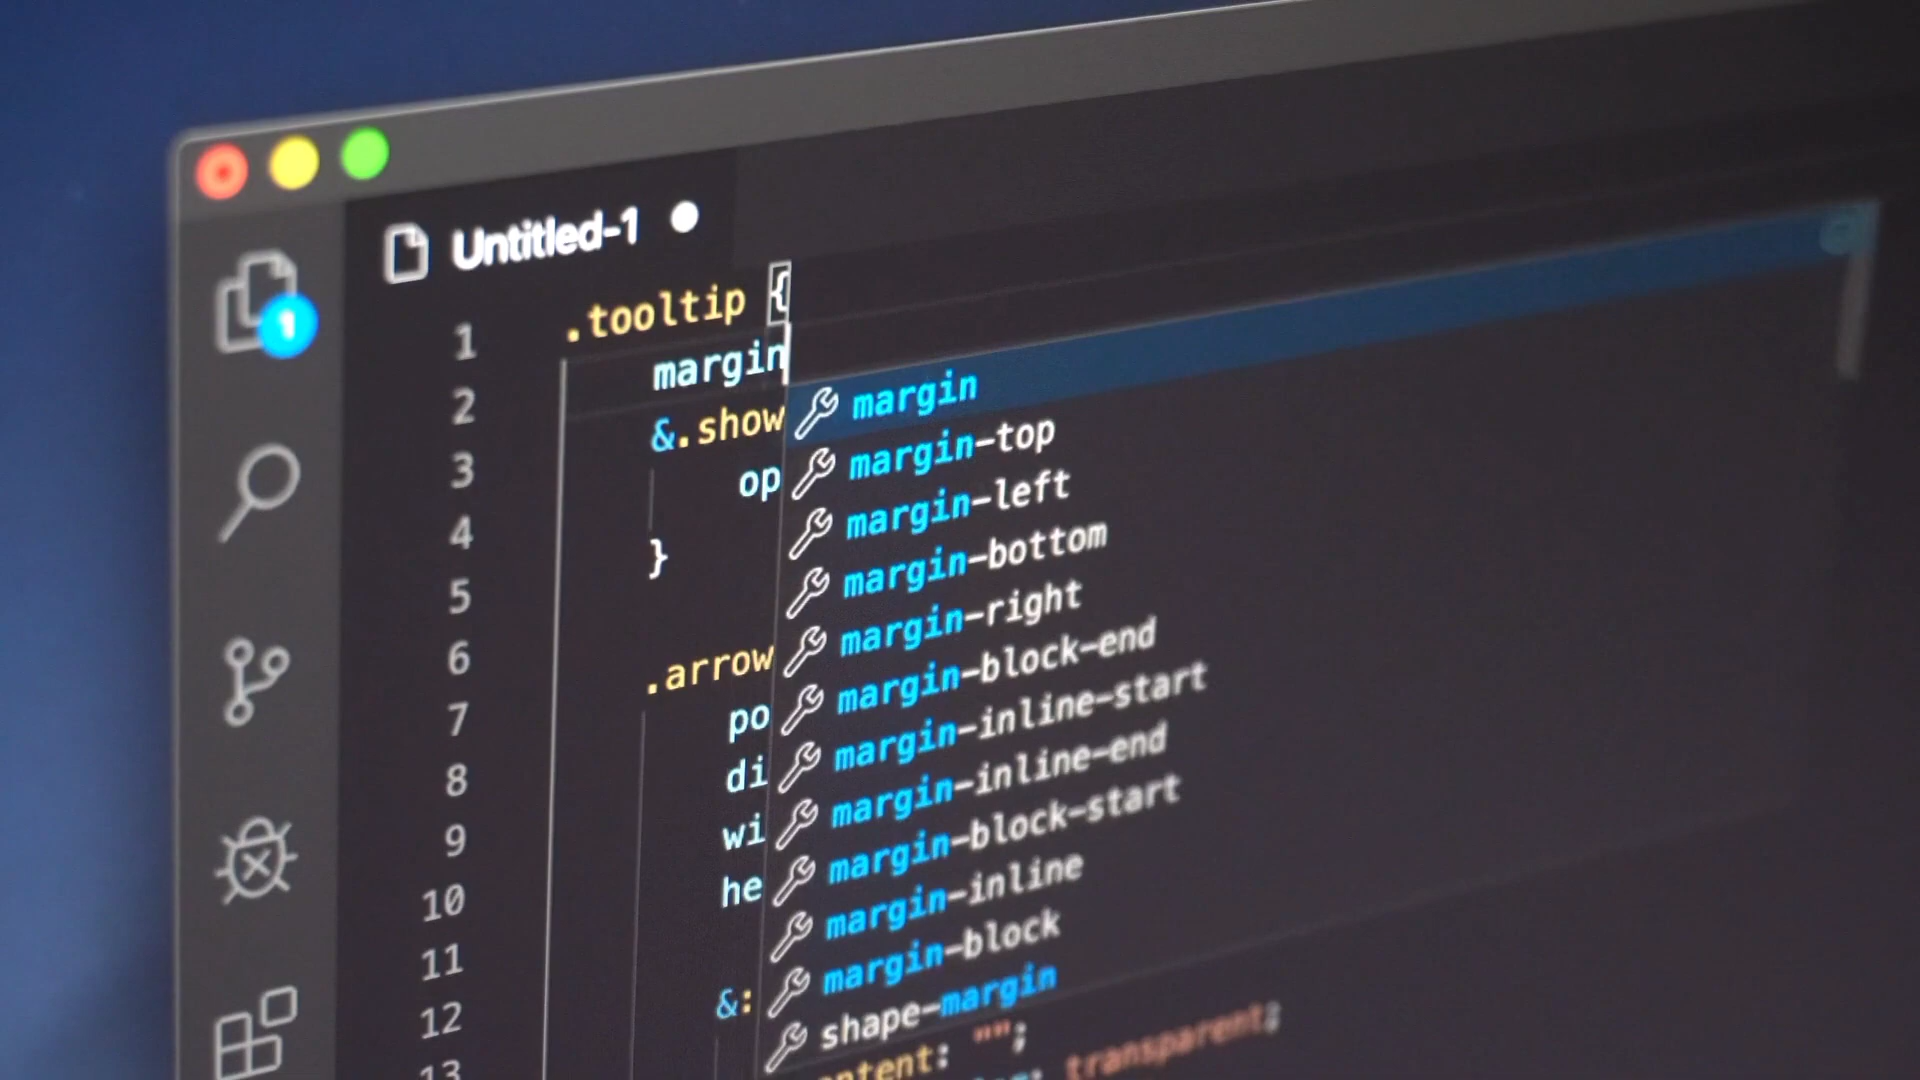 Untitled-1
1
1 .tooltip {
2 margin
3 &.show
4 op
5 }
6
7 .arrow
8 po
9 di
10 wi
11 he
12
13 &:
margin
margin-top
margin-left
margin-bottom
margin-right
margin-block-end
margin-inline-start
margin-inline-end
margin-block-start
margin-inline
margin-block
shape-margin
ntent: "";
transparent;